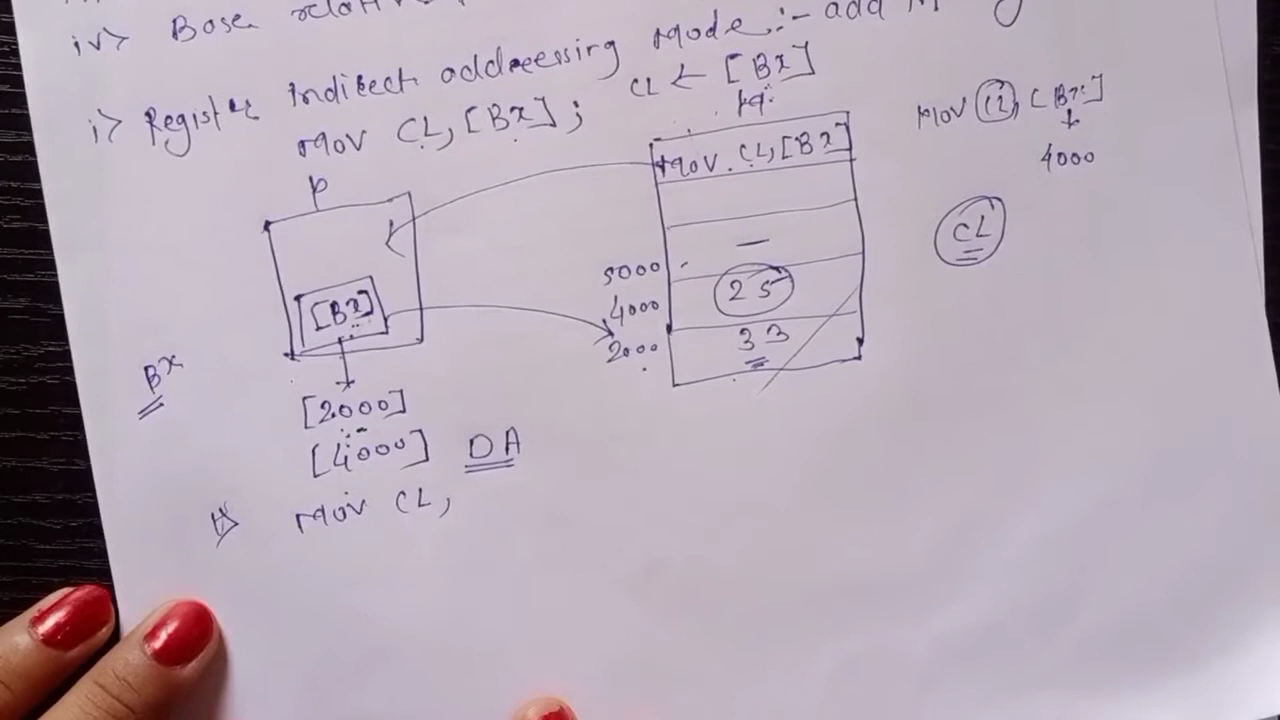 iv> Base relative
i> Register indirect addressing mode :- add
Mov CL, [Bx] ; CL ← [Bx]
P
M
Mov CL, [Bx]
5000 -
4000 25
2000 33
[Bx]
Bx
[2000]
[4000] DA
Mov CL,
Mov CL, [Bx]
4000
CL